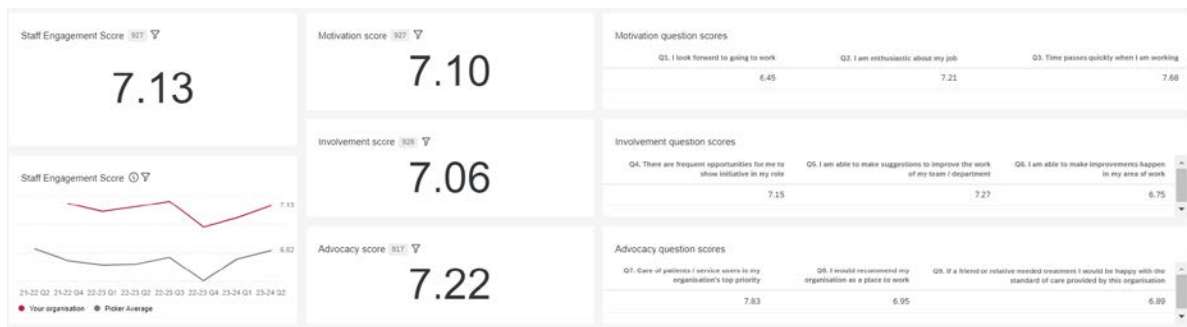 Staff Engagement Score 927
7.13
Staff Engagement Score
7.13
6.82
21-22 Q2 21-22 Q4 22-23 Q1 22-23 Q2 22-23 Q3 22-23 Q4 23-24 Q1 23-24 Q2
Your organisation Picker Average
Motivation score 927
7.10
Involvement score 928
7.06
Advocacy score 917
7.22
Motivation question scores
Q1. I look forward to going to work Q2. I am enthusiastic about my job Q3. Time passes quickly when I am working
6.45 7.21 7.68
Involvement question scores
Q4. There are frequent opportunities for me to Q5. I am able to make suggestions to improve the work Q6. I am able to make improvements happen
show initiative in my role of my team / department in my area of work
7.15 7.27 6.75
Advocacy question scores
Q7. Care of patients / service users is my Q8. I would recommend my Q9. If a friend or relative needed treatment I would be happy with the
organisation's top priority organisation as a place to work standard of care provided by this organisation
7.83 6.95 6.89